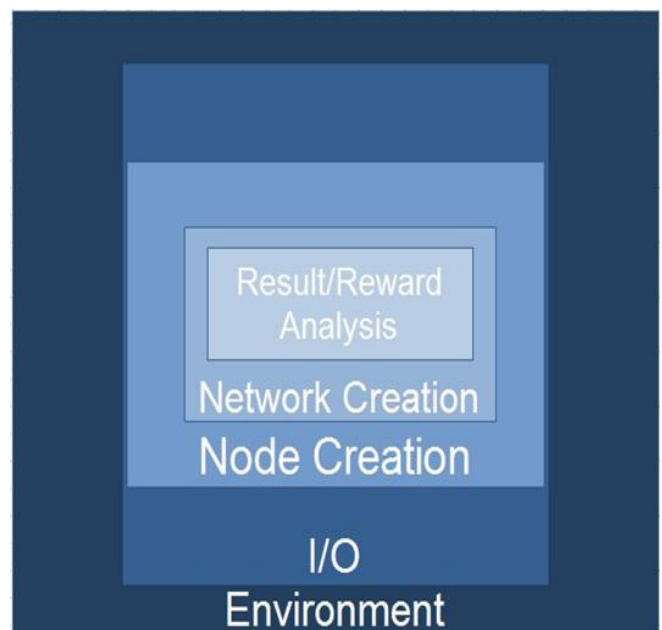 Result/Reward
Analysis
Network Creation
Node Creation
I/O
Environment